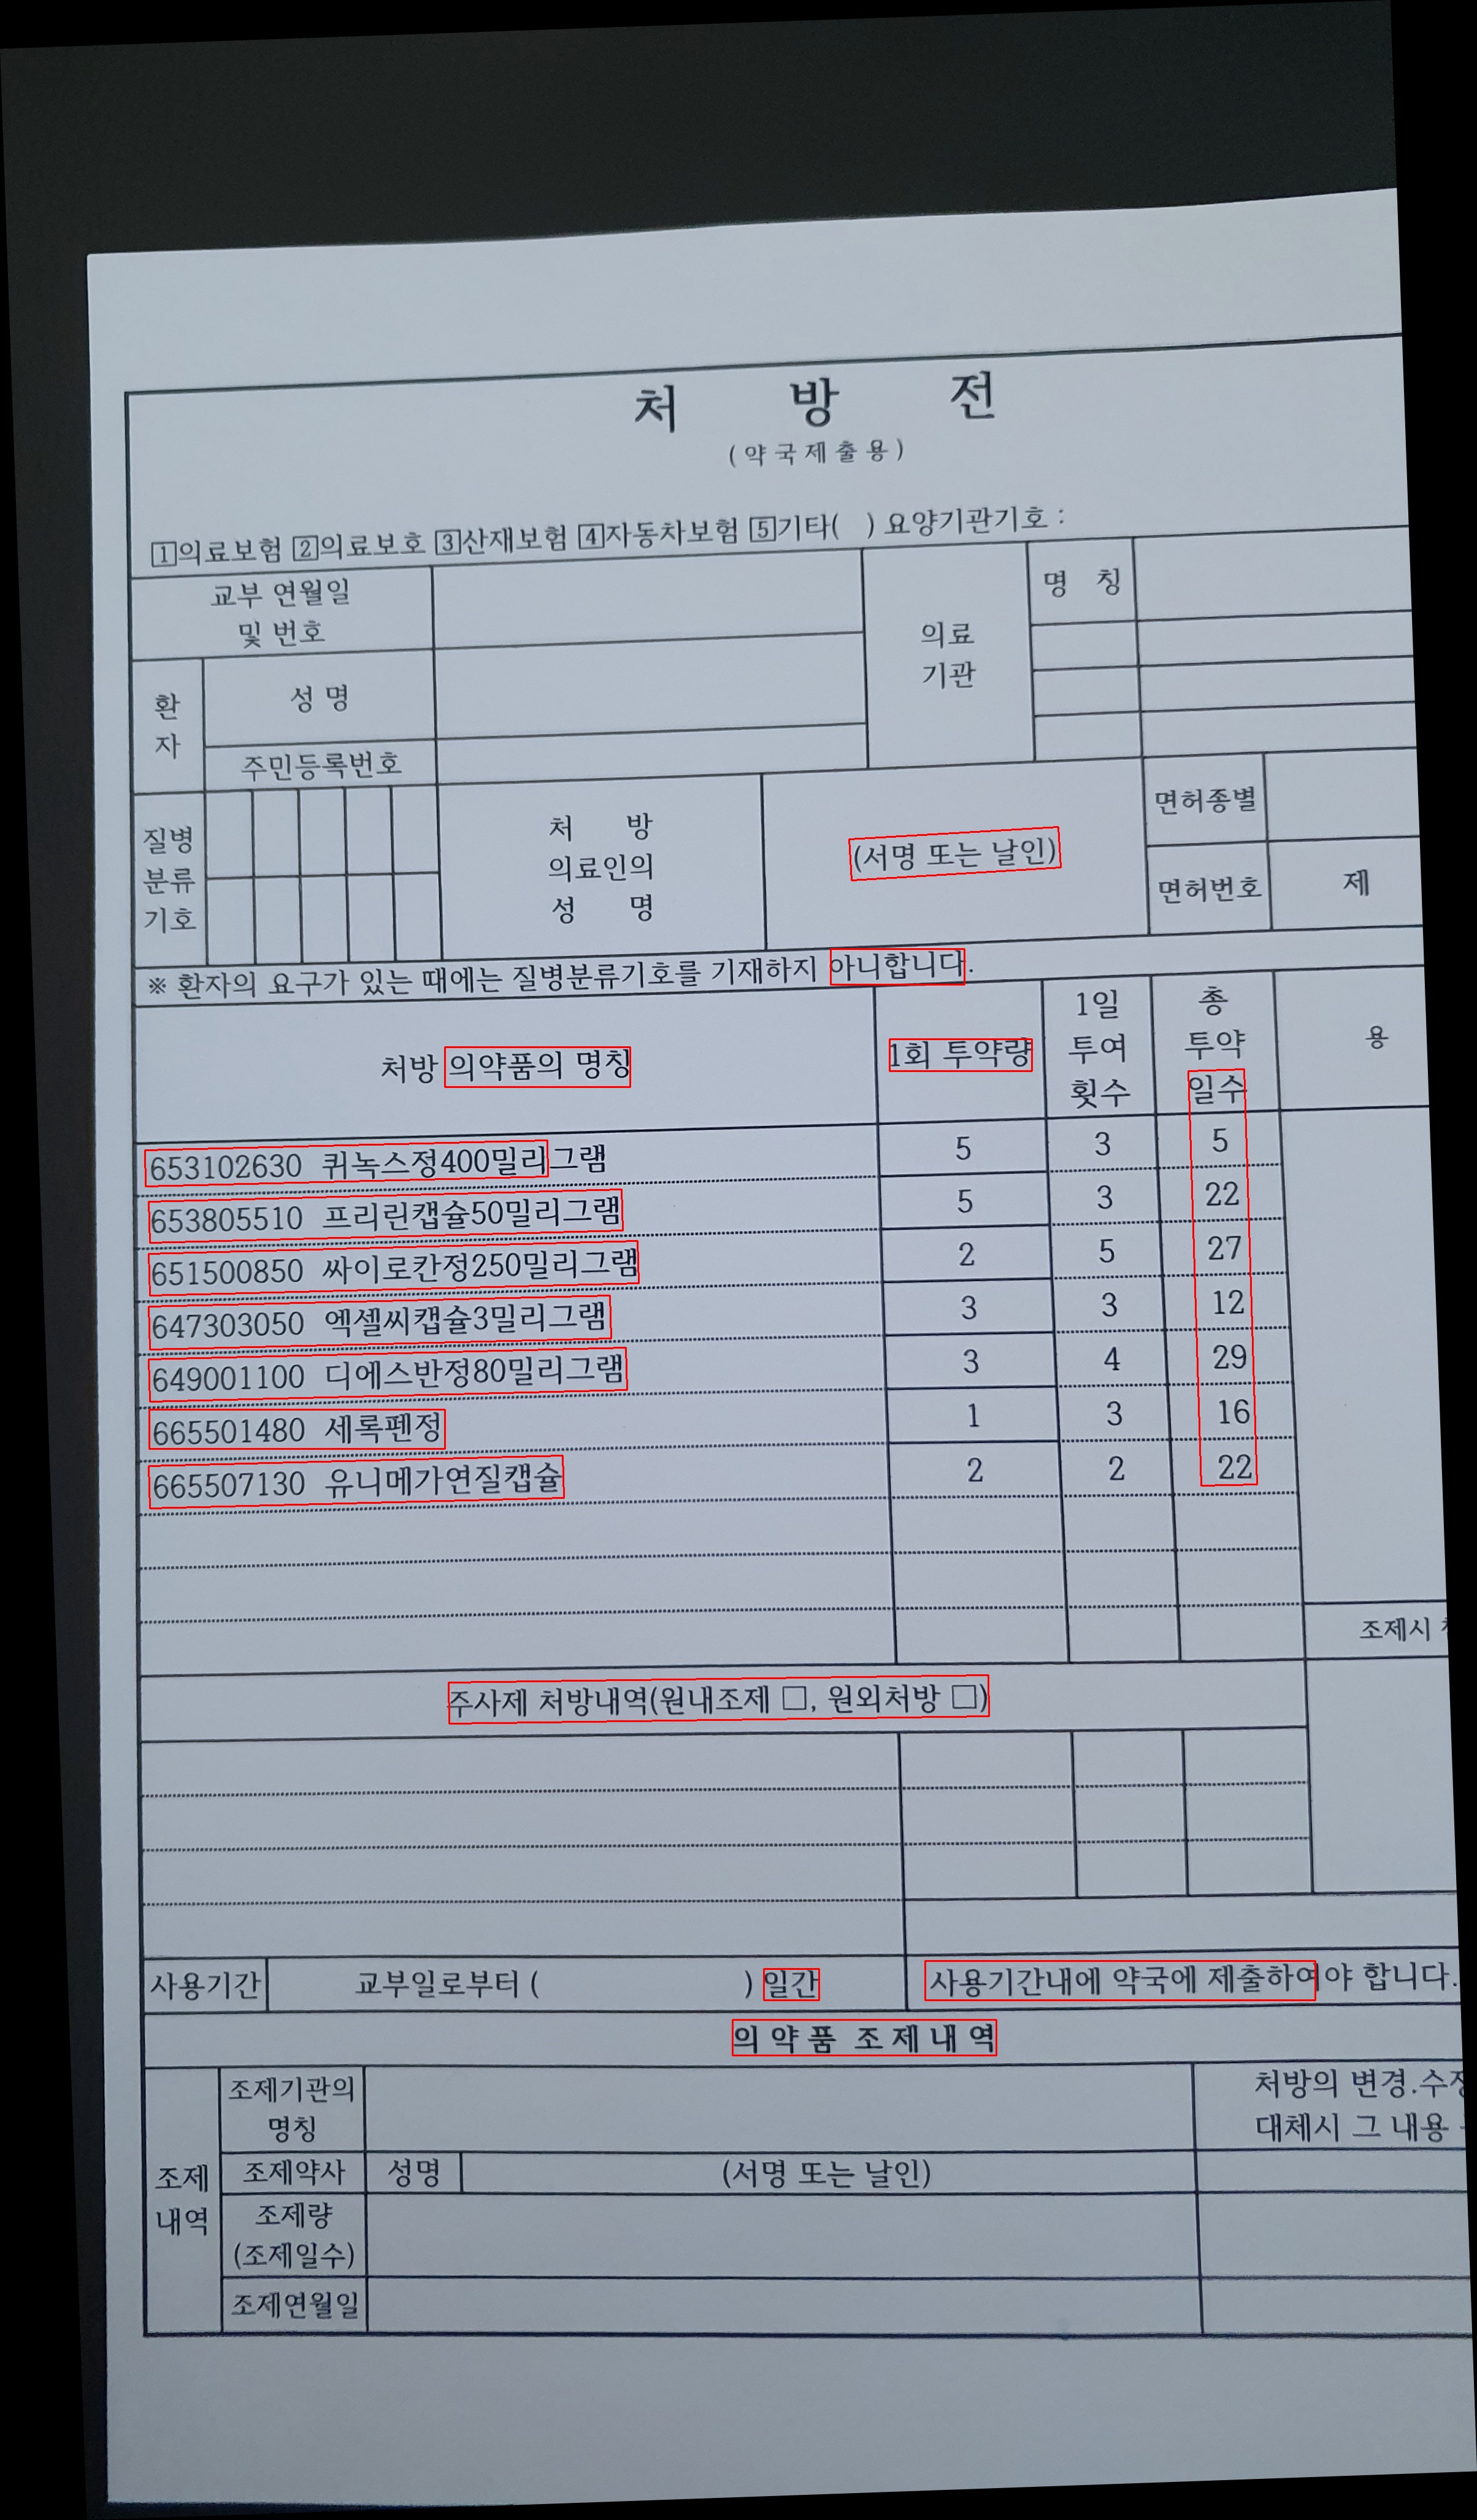 처 방 전
(약국제출용)
1의료보험 2의료보호 3산재보험 4자동차보험 5기타( ) 요양기관기호 :
교부 연월일
및 번호
의료
기관
명 칭
환
자
성 명
주민등록번호
질병
분류
기호
처 방
의료인의
성 명
(서명 또는 날인)
면허종별
면허번호
제
※ 환자의 요구가 있는 때에는 질병분류기호를 기재하지 아니합니다.
처방 의약품의 명칭
1회 투약량
1일
투여
횟수
총
투약
일수
용
653102630 퀴녹스정400밀리그램 5 3 5
653805510 프리린캡슐50밀리그램 5 3 22
651500850 싸이로칸정250밀리그램 2 5 27
647303050 엑셀씨캡슐3밀리그램 3 3 12
649001100 디에스반정80밀리그램 3 4 29
665501480 세록펜정 1 3 16
665507130 유니메가연질캡슐 2 2 22
조제시
주사제 처방내역(원내조제 □, 원외처방 □)
사용기간 교부일로부터 ( ) 일간 사용기간내에 약국에 제출하여야 합니다.
의 약 품 조 제 내 역
조제
내역
조제기관의
명칭
처방의 변경.수정
대체시 그 내용
조제약사 성명 (서명 또는 날인)
조제량
(조제일수)
조제연월일